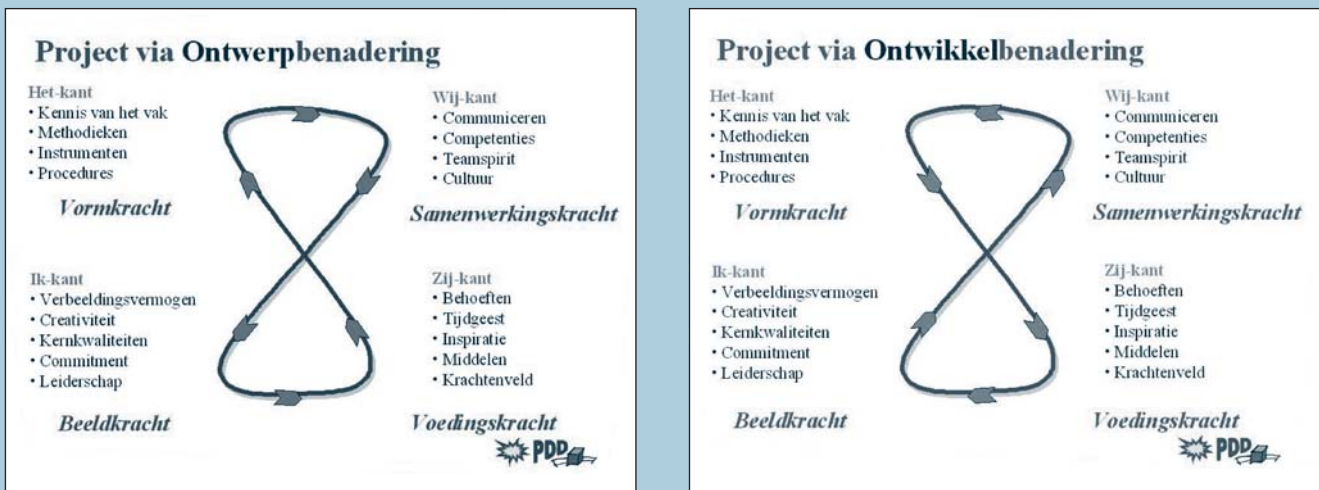 Project via Ontwerpbenadering
Het-kant
• Kennis van het vak
• Methodieken
• Instrumenten
• Procedures
Vormkracht
Wij-kant
• Communiceren
• Competenties
• Teamspirit
• Cultuur
Samenwerkingskracht
Ik-kant
• Verbeeldingsvermogen
• Creativiteit
• Kernkwaliteiten
• Commitment
• Leiderschap
Beeldkracht
Zij-kant
• Behoeften
• Tijdgeest
• Inspiratie
• Middelen
• Krachtenveld
Voedingskracht
PDD
Project via Ontwikkelbenadering
Het-kant
• Kennis van het vak
• Methodieken
• Instrumenten
• Procedures
Vormkracht
Wij-kant
• Communiceren
• Competenties
• Teamspirit
• Cultuur
Samenwerkingskracht
Ik-kant
• Verbeeldingsvermogen
• Creativiteit
• Kernkwaliteiten
• Commitment
• Leiderschap
Beeldkracht
Zij-kant
• Behoeften
• Tijdgeest
• Inspiratie
• Middelen
• Krachtenveld
Voedingskracht
PDD